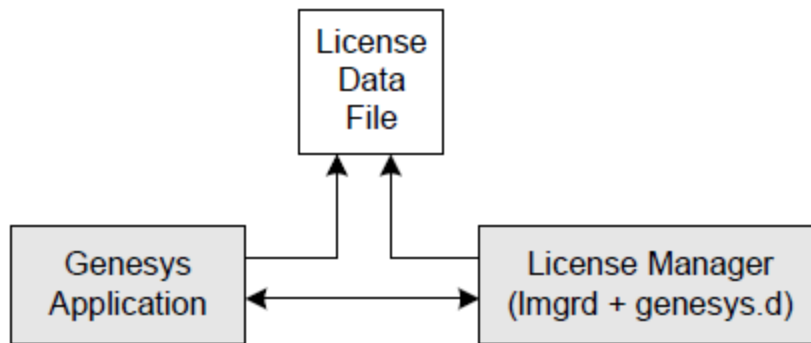 License
Data
File
Genesys
Application
License Manager
(lmgrd + genesys.d)